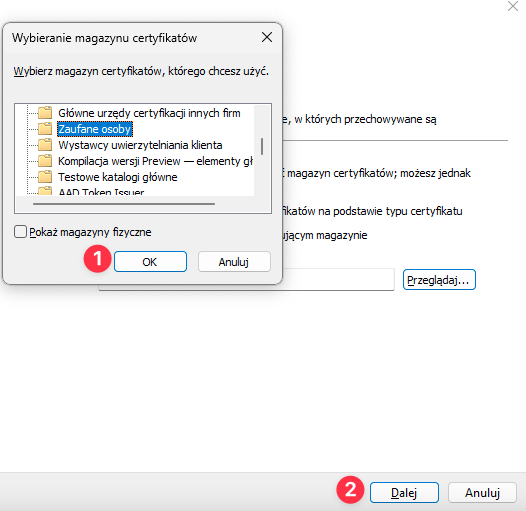 Wybieranie magazynu certyfikatów
Wybierz magazyn certyfikatów, którego chcesz użyć.
Główne urzędy certyfikacji innych firm
Zaufane osoby
Wystawcy uwierzytelniania klienta
Kompilacja wersji Preview — elementy gł
Testowe katalogi główne
AAD Token Issuer
Pokaż magazyny fizyczne
1
OK
Anuluj
e, w których przechowywane są
magazyn certyfikatów; możesz jednak
fikatów na podstawie typu certyfikatu
ującym magazynie
Przeglądaj...
2
Dalej
Anuluj